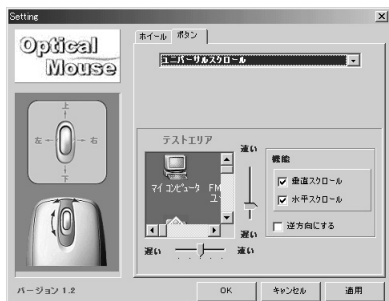 Setting
Optical
Mouse
ホイール ボタン
ユニバーサルスクロール
上
左
右
下
テストエリア
速い
マイ コンピュータ FM
ユ
遅い
遅い
速い
機能
垂直スクロール
水平スクロール
逆方向にする
バージョン 1.2
OK キャンセル 適用